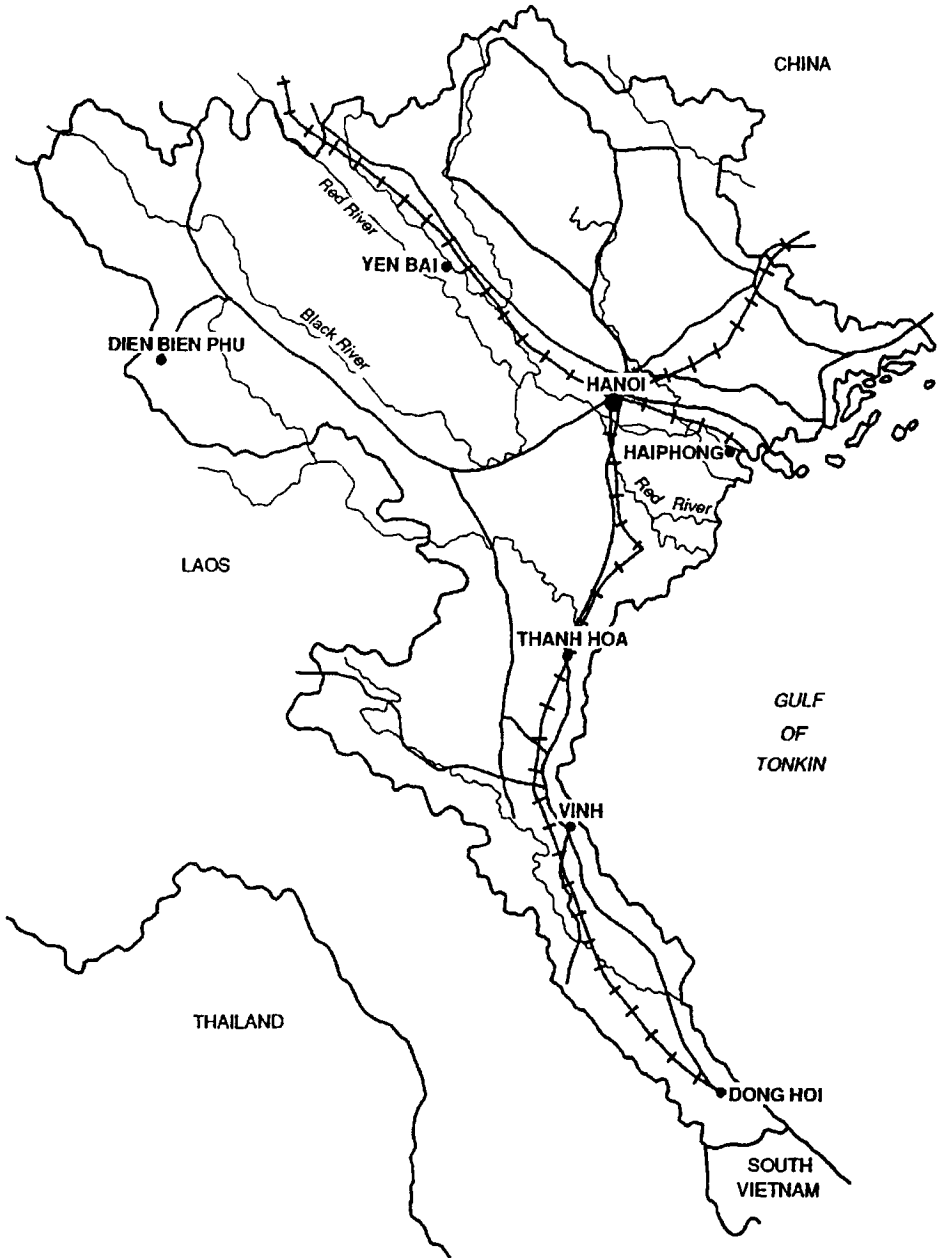 CHINA
Red River
YEN BAI
Black River
DIEN BIEN PHU
HANOI
HAIPHONG
Red River
LAOS
THANH HOA
GULF
OF
TONKIN
VINH
THAILAND
DONG HOI
SOUTH
VIETNAM